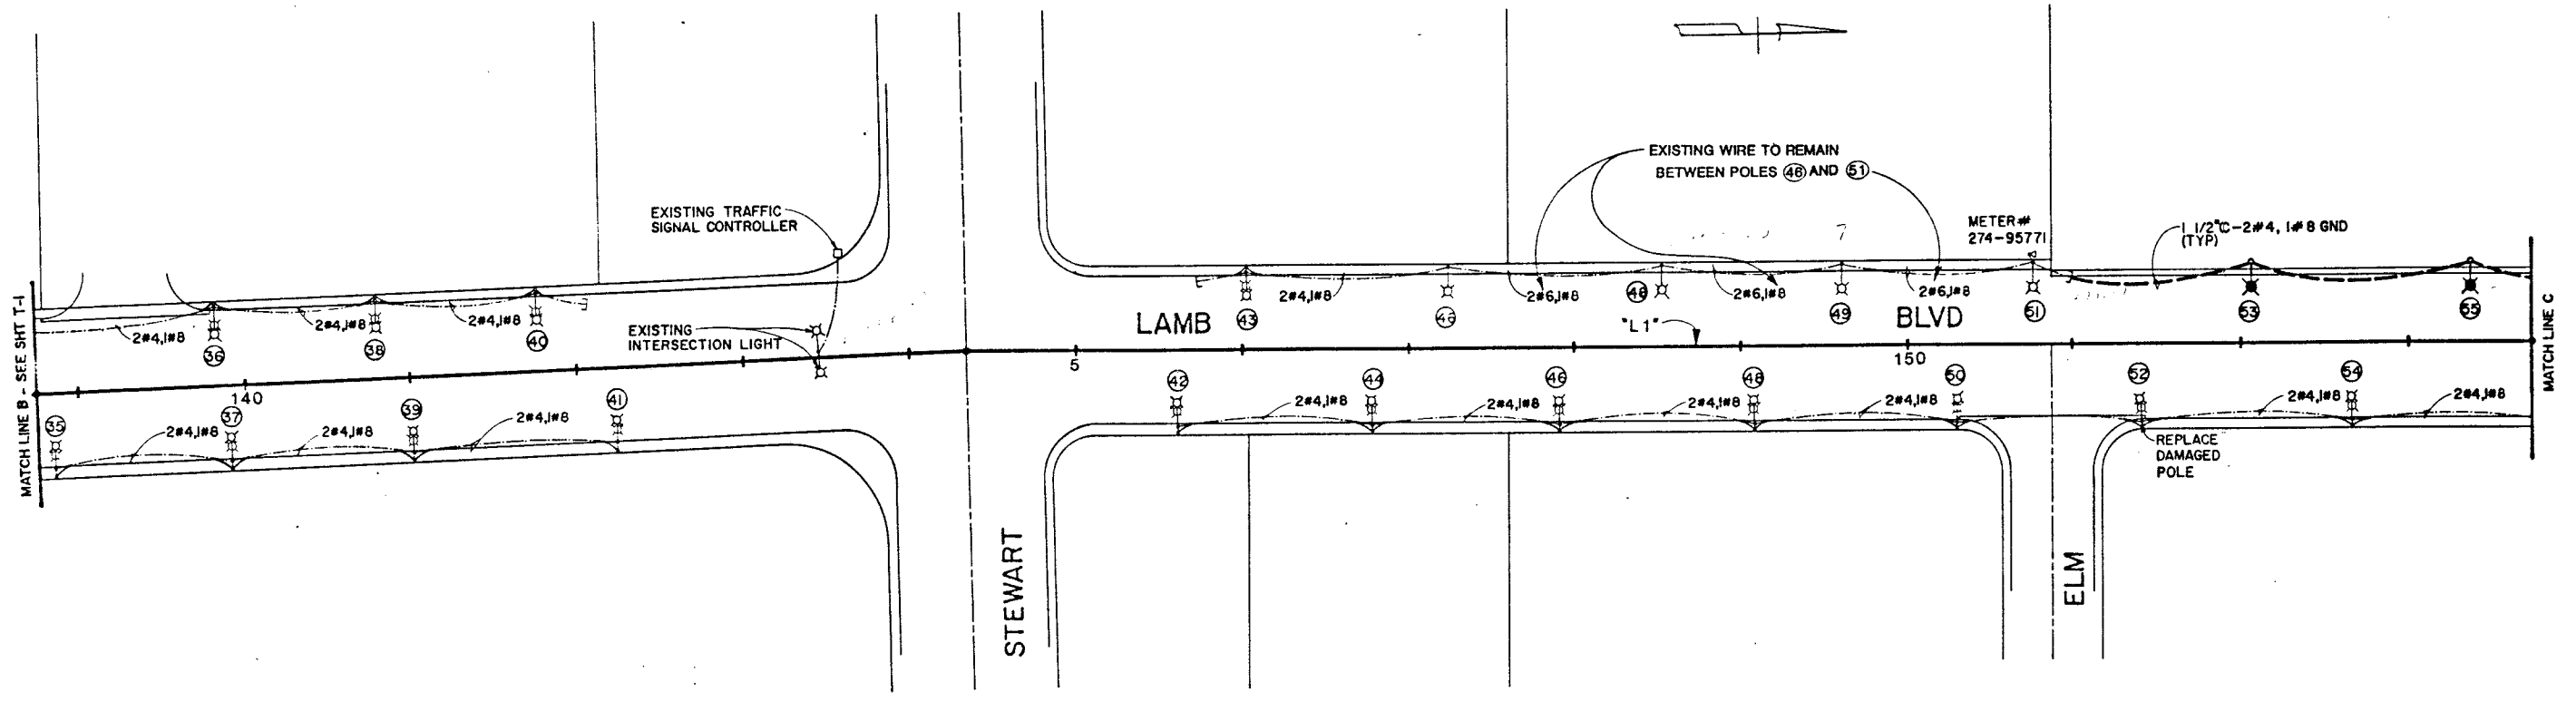 EXISTING WIRE TO REMAIN
BETWEEN POLES 46 AND 51
EXISTING TRAFFIC
SIGNAL CONTROLLER
METER#
274-95771
1 1/2"C-2#4, 1#8 GND
(TYP)
MATCH LINE B - SEE SHT T-1
2#4,1#8
36
2#4,1#8
38
2#4,1#8
40
EXISTING
INTERSECTION LIGHT
LAMB
43
2#4,1#8
2#6,1#8
2#6,1#8
49
2#6,1#8
51
53
55
"L1"
BLVD
MATCH LINE C
140
5
150
35
2#4,1#8
37
2#4,1#8
39
2#4,1#8
41
42
2#4,1#8
44
2#4,1#8
46
2#4,1#8
48
2#4,1#8
50
52
2#4,1#8
54
2#4,1#8
REPLACE
DAMAGED
POLE
STEWART
ELM